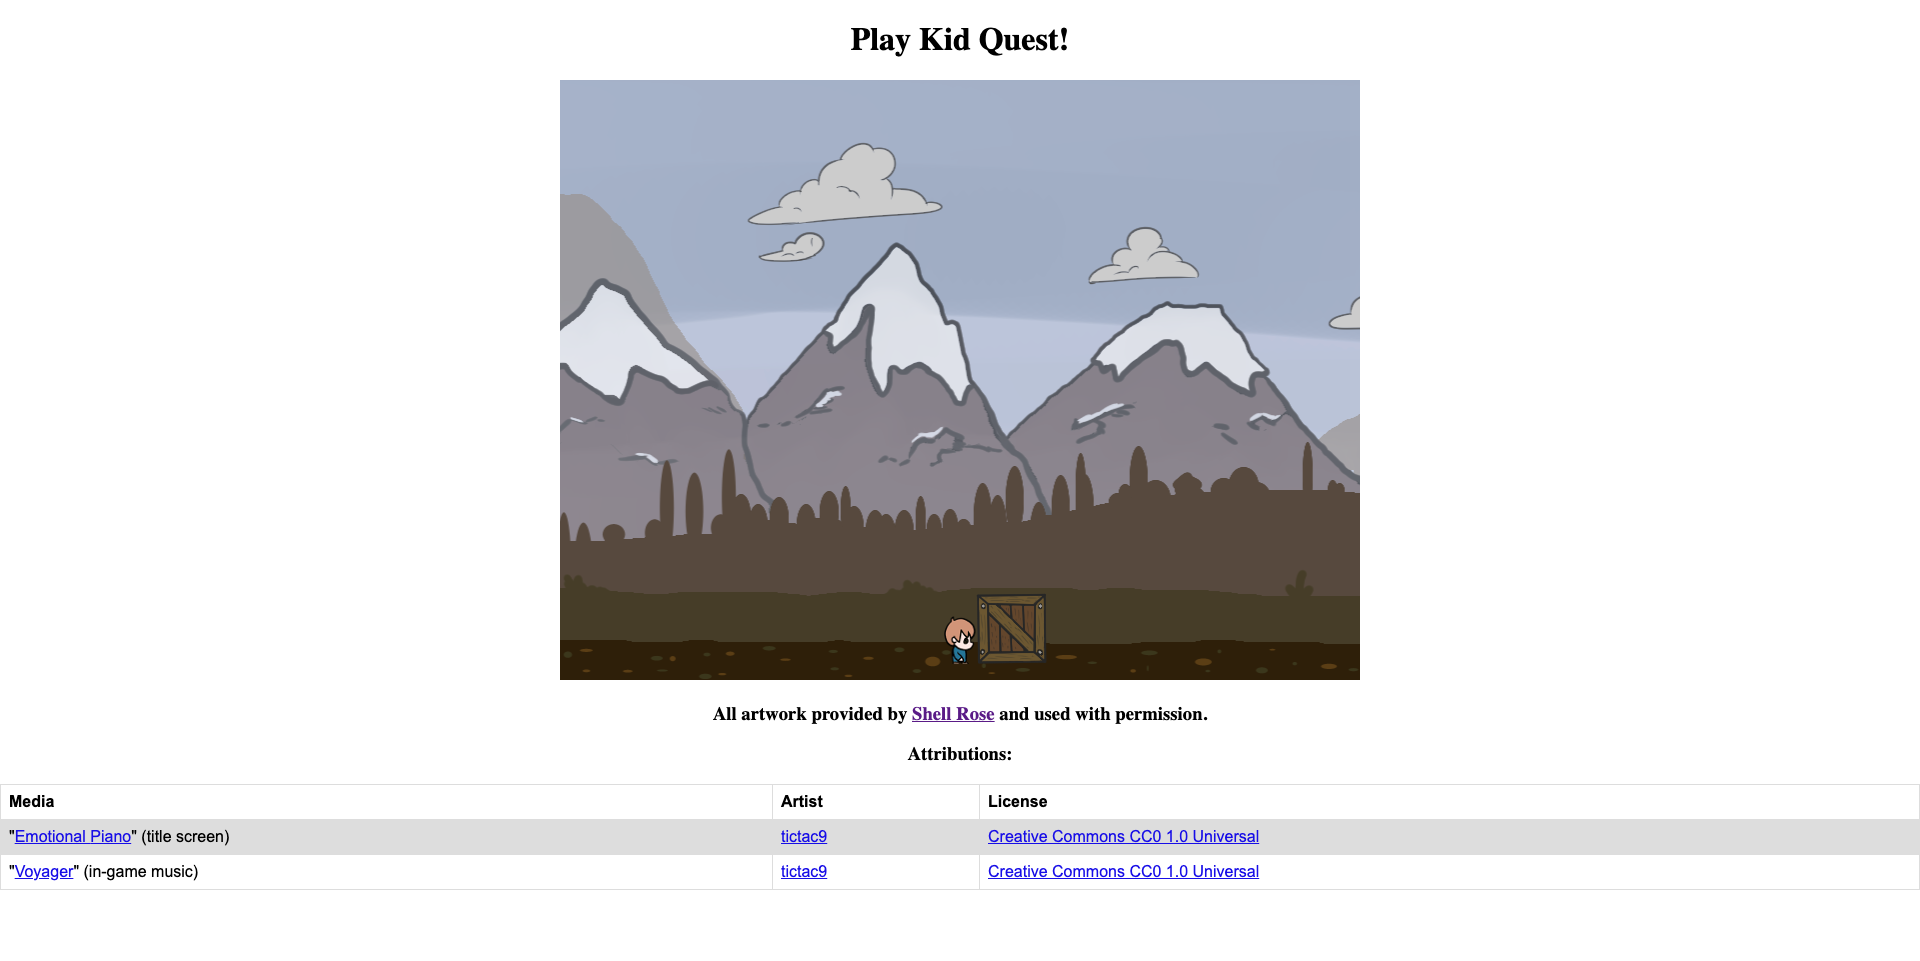 Play Kid Quest!
All artwork provided by Shell Rose and used with permission.
Attributions:
Media Artist License
"Emotional Piano" (title screen) tictac9 Creative Commons CC0 1.0 Universal
"Voyager" (in-game music) tictac9 Creative Commons CC0 1.0 Universal